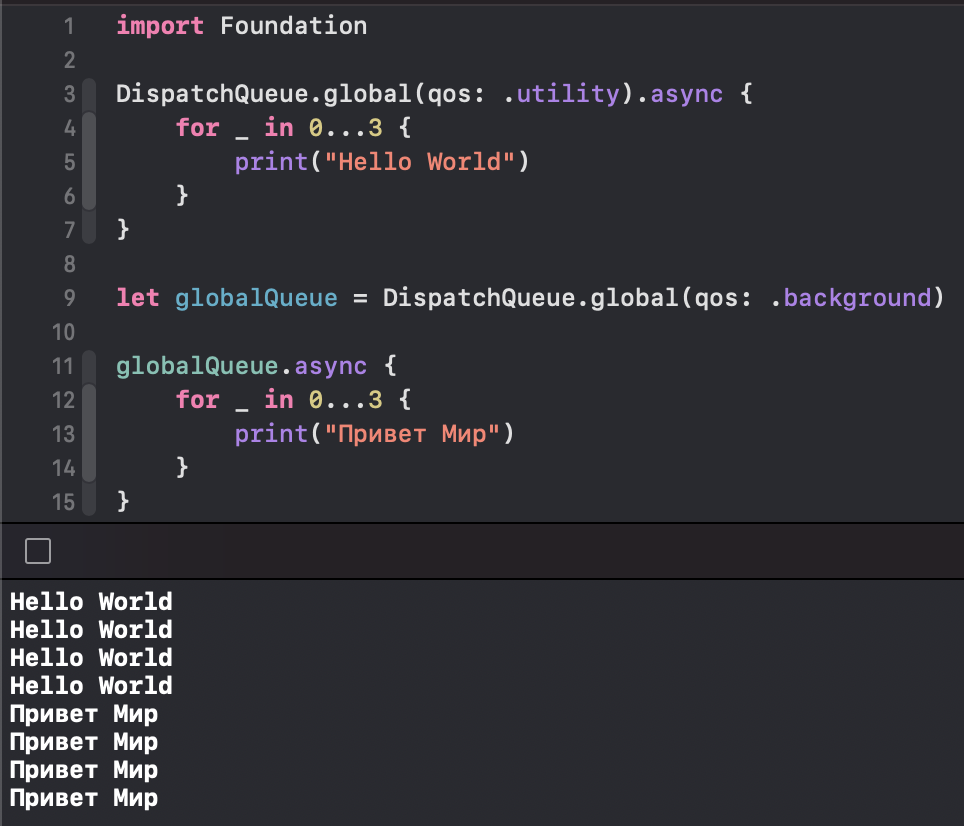 1 import Foundation
2
3 DispatchQueue.global(qos: .utility).async {
4     for _ in 0...3 {
5         print("Hello World")
6     }
7 }
8
9 let globalQueue = DispatchQueue.global(qos: .background)
10
11 globalQueue.async {
12     for _ in 0...3 {
13         print("Привет Мир")
14     }
15 }
Hello World
Hello World
Hello World
Hello World
Привет Мир
Привет Мир
Привет Мир
Привет Мир